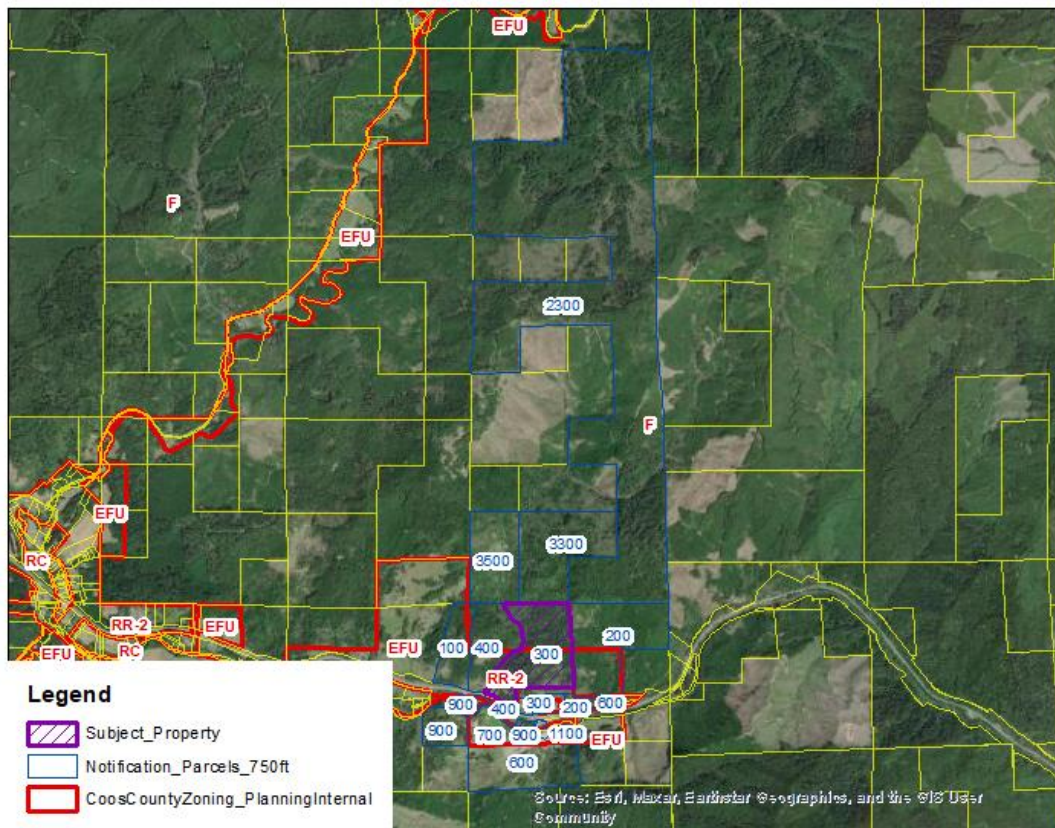 EFU
F
EFU
2300
F
EFU
RC
3300
3500
RR-2
EFU
200
EFU
100
400
300
EFU
RC
RR-2
900
400
300
200
600
900
700
900
1100
EFU
600
Legend
Subject_Property
Notification_Parcels_750ft
CoosCountyZoning_PlanningInternal
Source: Esri, Maxar, Earthstar Geographics, and the GIS User
Community